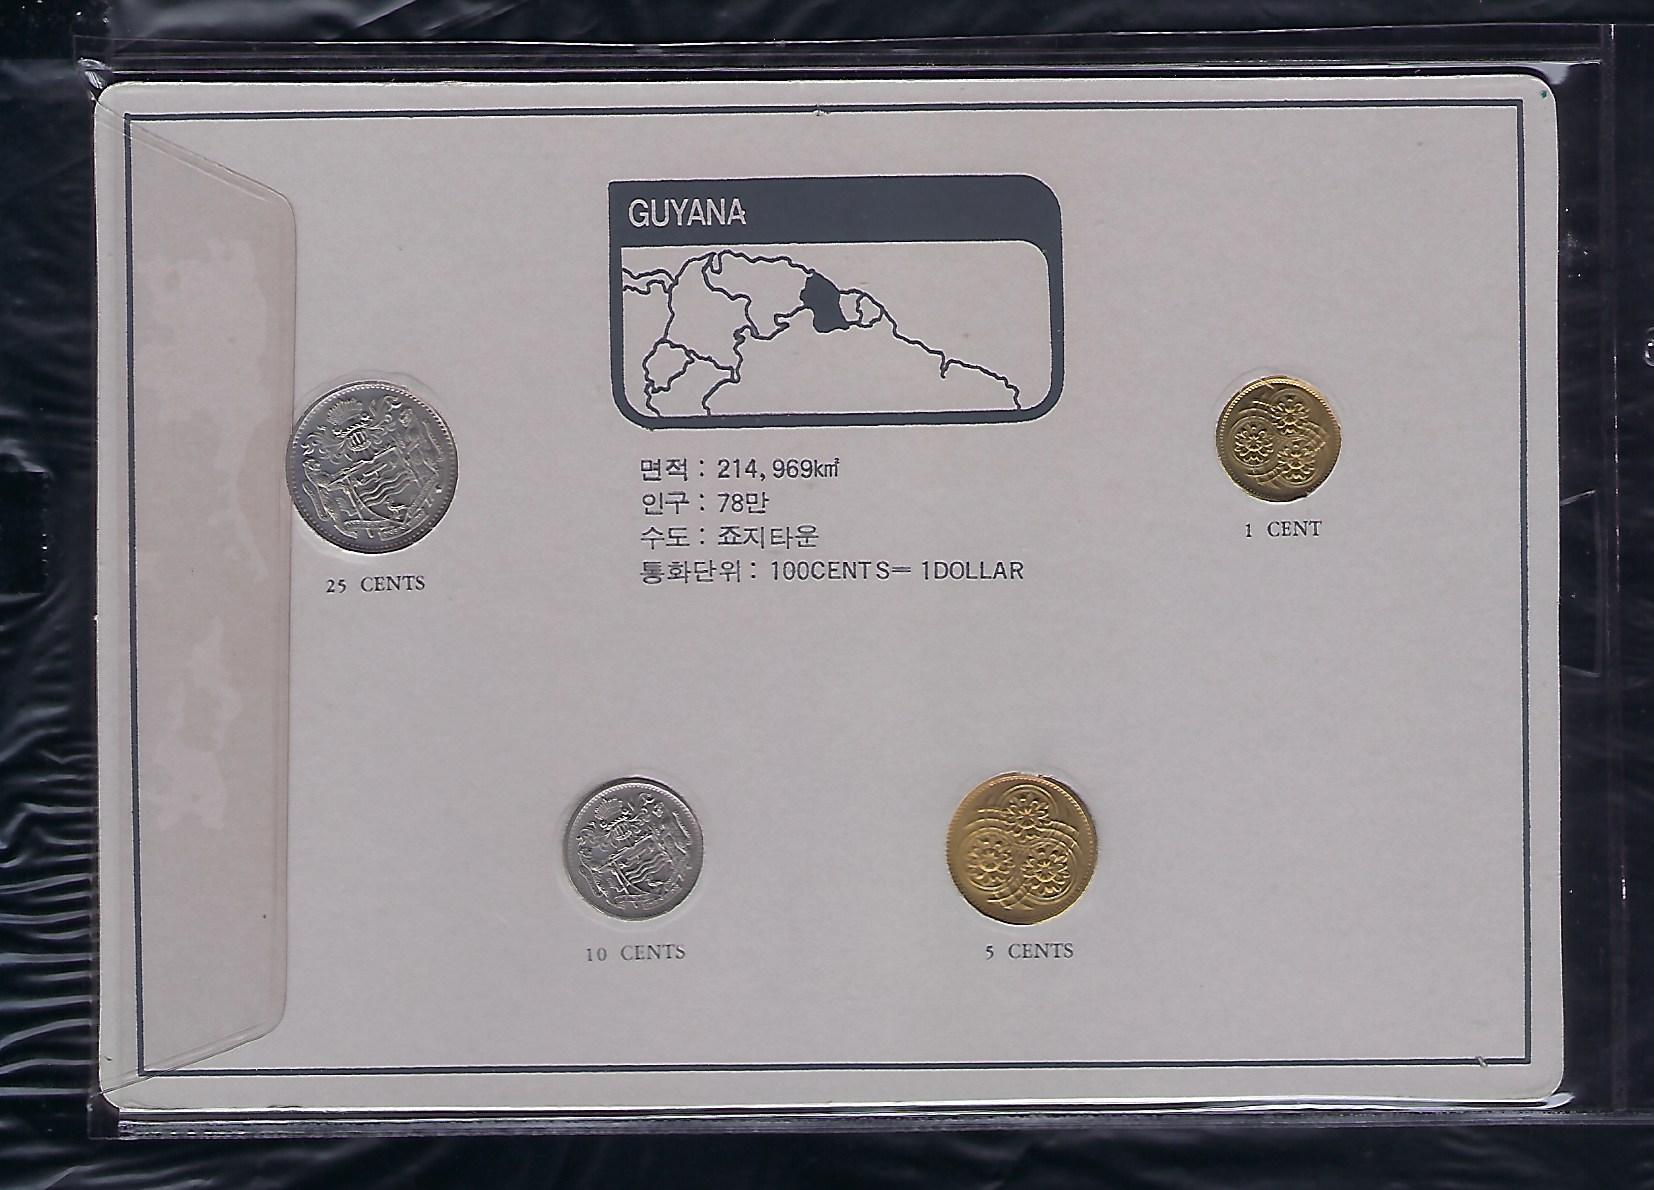 GUYANA
면적 : 214,969㎢
인구 : 78만
수도 : 죠지타운
통화단위 : 100CENTS= 1DOLLAR
25 CENTS
1 CENT
10 CENTS
5 CENTS